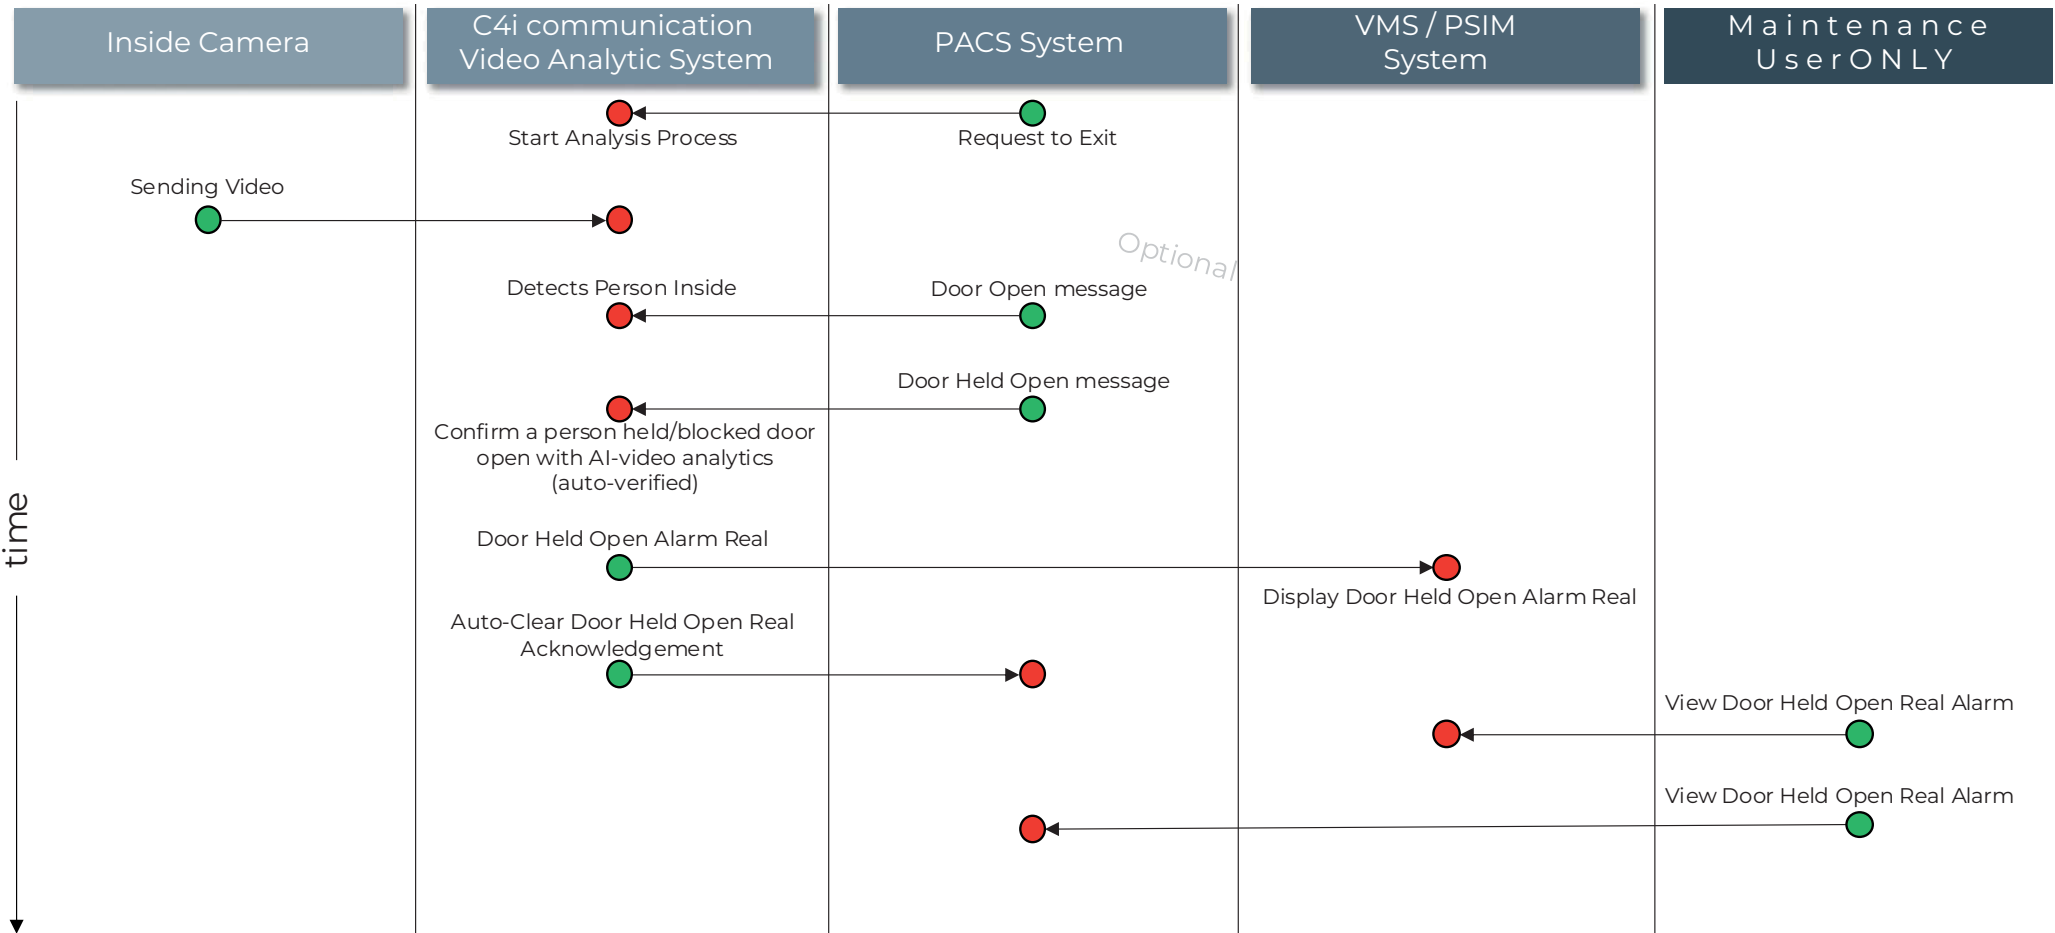 Inside Camera
C4i communication
Video Analytic System
PACS System
VMS / PSIM
System
Maintenance
UserONLY
Start Analysis Process
Request to Exit
Sending Video
Optional
Detects Person Inside
Door Open message
Door Held Open message
Confirm a person held/blocked door
open with AI-video analytics
(auto-verified)
time
Door Held Open Alarm Real
Display Door Held Open Alarm Real
Auto-Clear Door Held Open Real
Acknowledgement
View Door Held Open Real Alarm
View Door Held Open Real Alarm